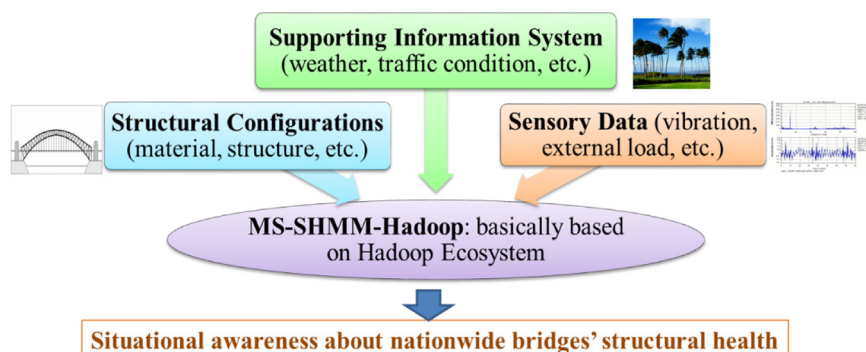 Supporting Information System
(weather, traffic condition, etc.)
Structural Configurations
(material, structure, etc.)
Sensory Data (vibration,
external load, etc.)
MS-SHMM-Hadoop: basically based
on Hadoop Ecosystem
Situational awareness about nationwide bridges’ structural health